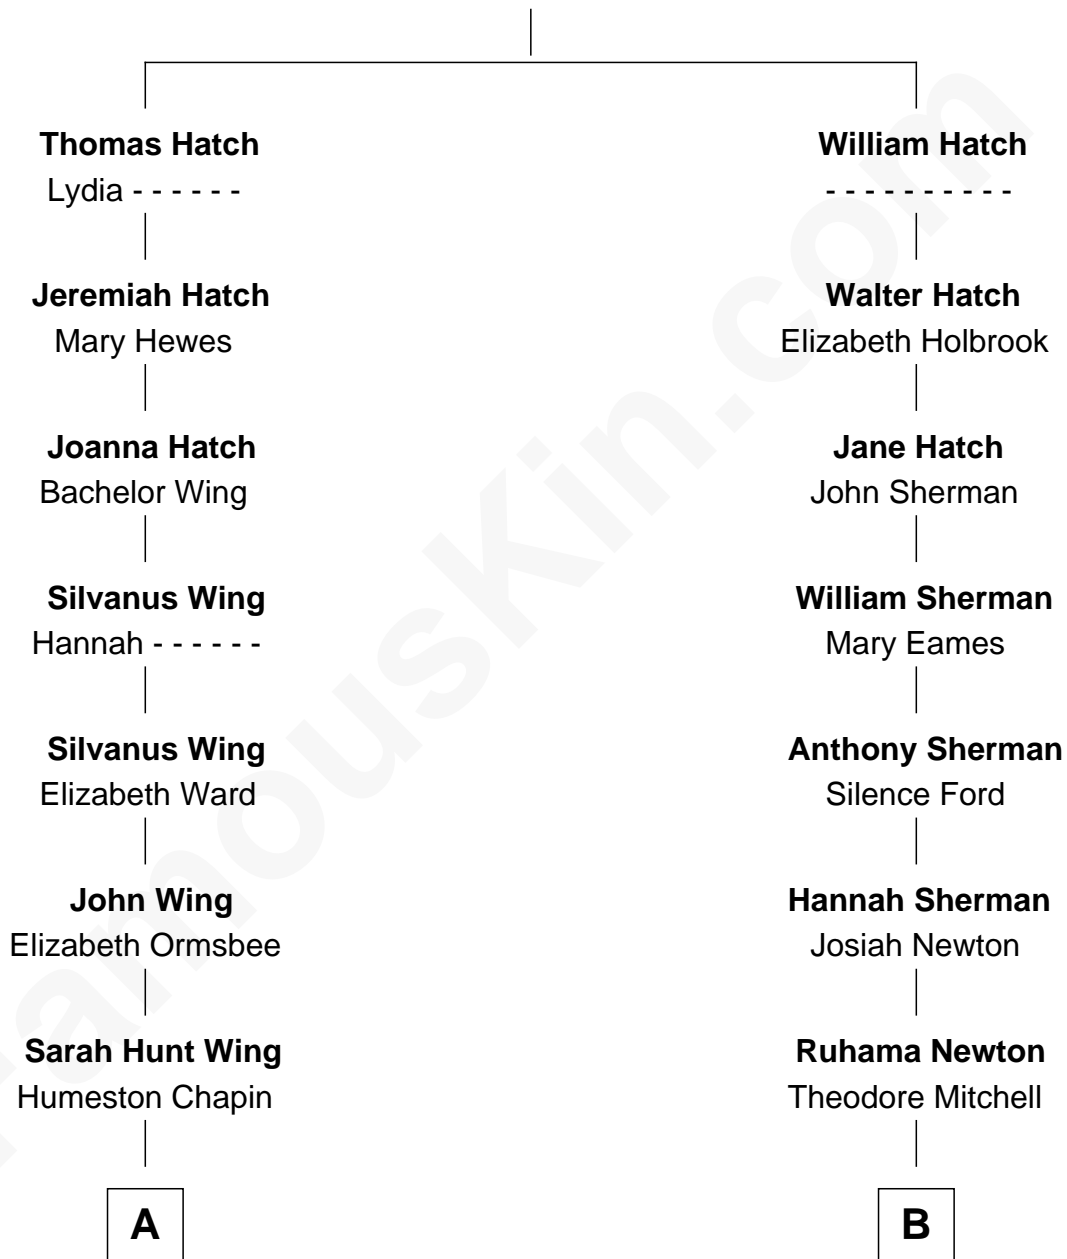 Thomas Hatch
Lydia - - - - - -
William Hatch
- - - - - - - - - -
Jeremiah Hatch
Mary Hewes
Walter Hatch
Elizabeth Holbrook
Joanna Hatch
Bachelor Wing
Jane Hatch
John Sherman
Silvanus Wing
Hannah - - - - - -
William Sherman
Mary Eames
Silvanus Wing
Elizabeth Ward
Anthony Sherman
Silence Ford
John Wing
Elizabeth Ormsbee
Hannah Sherman
Josiah Newton
Sarah Hunt Wing
Humeston Chapin
Ruhama Newton
Theodore Mitchell
A
B
FamousKin.com